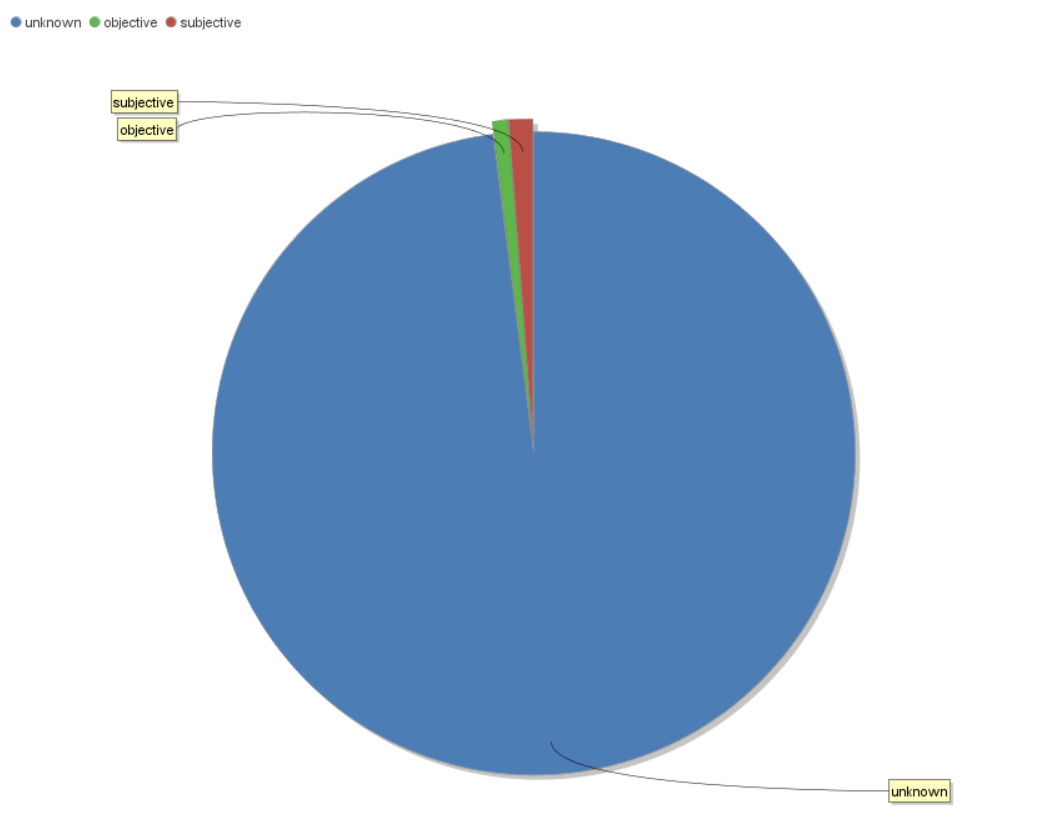 unknown objective subjective
subjective
objective
unknown